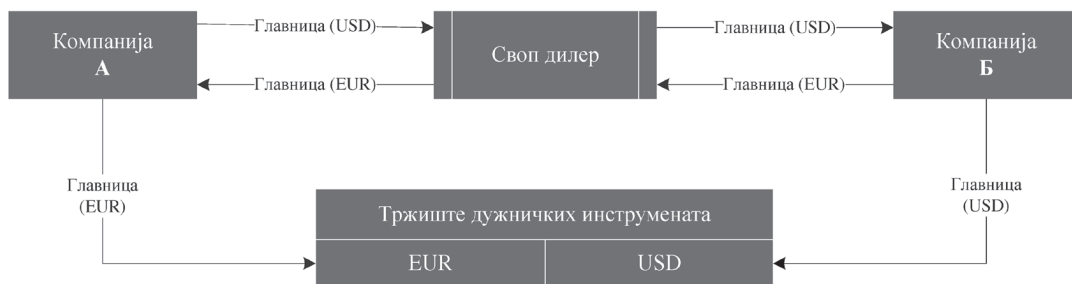 Компанија
А
Главница (USD)
Главница (EUR)
Своп дилер
Главница (USD)
Главница (EUR)
Компанија
Б
Главница
(EUR)
Тржиште дужничких инструмената
EUR
USD
Главница
(USD)